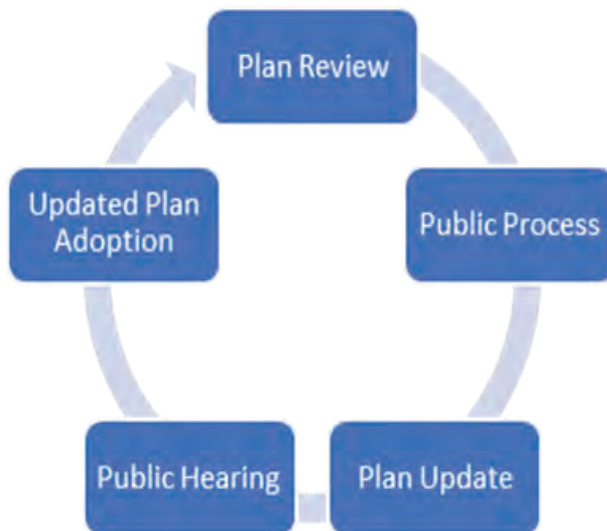 Plan Review
Public Process
Plan Update
Public Hearing
Updated Plan
Adoption